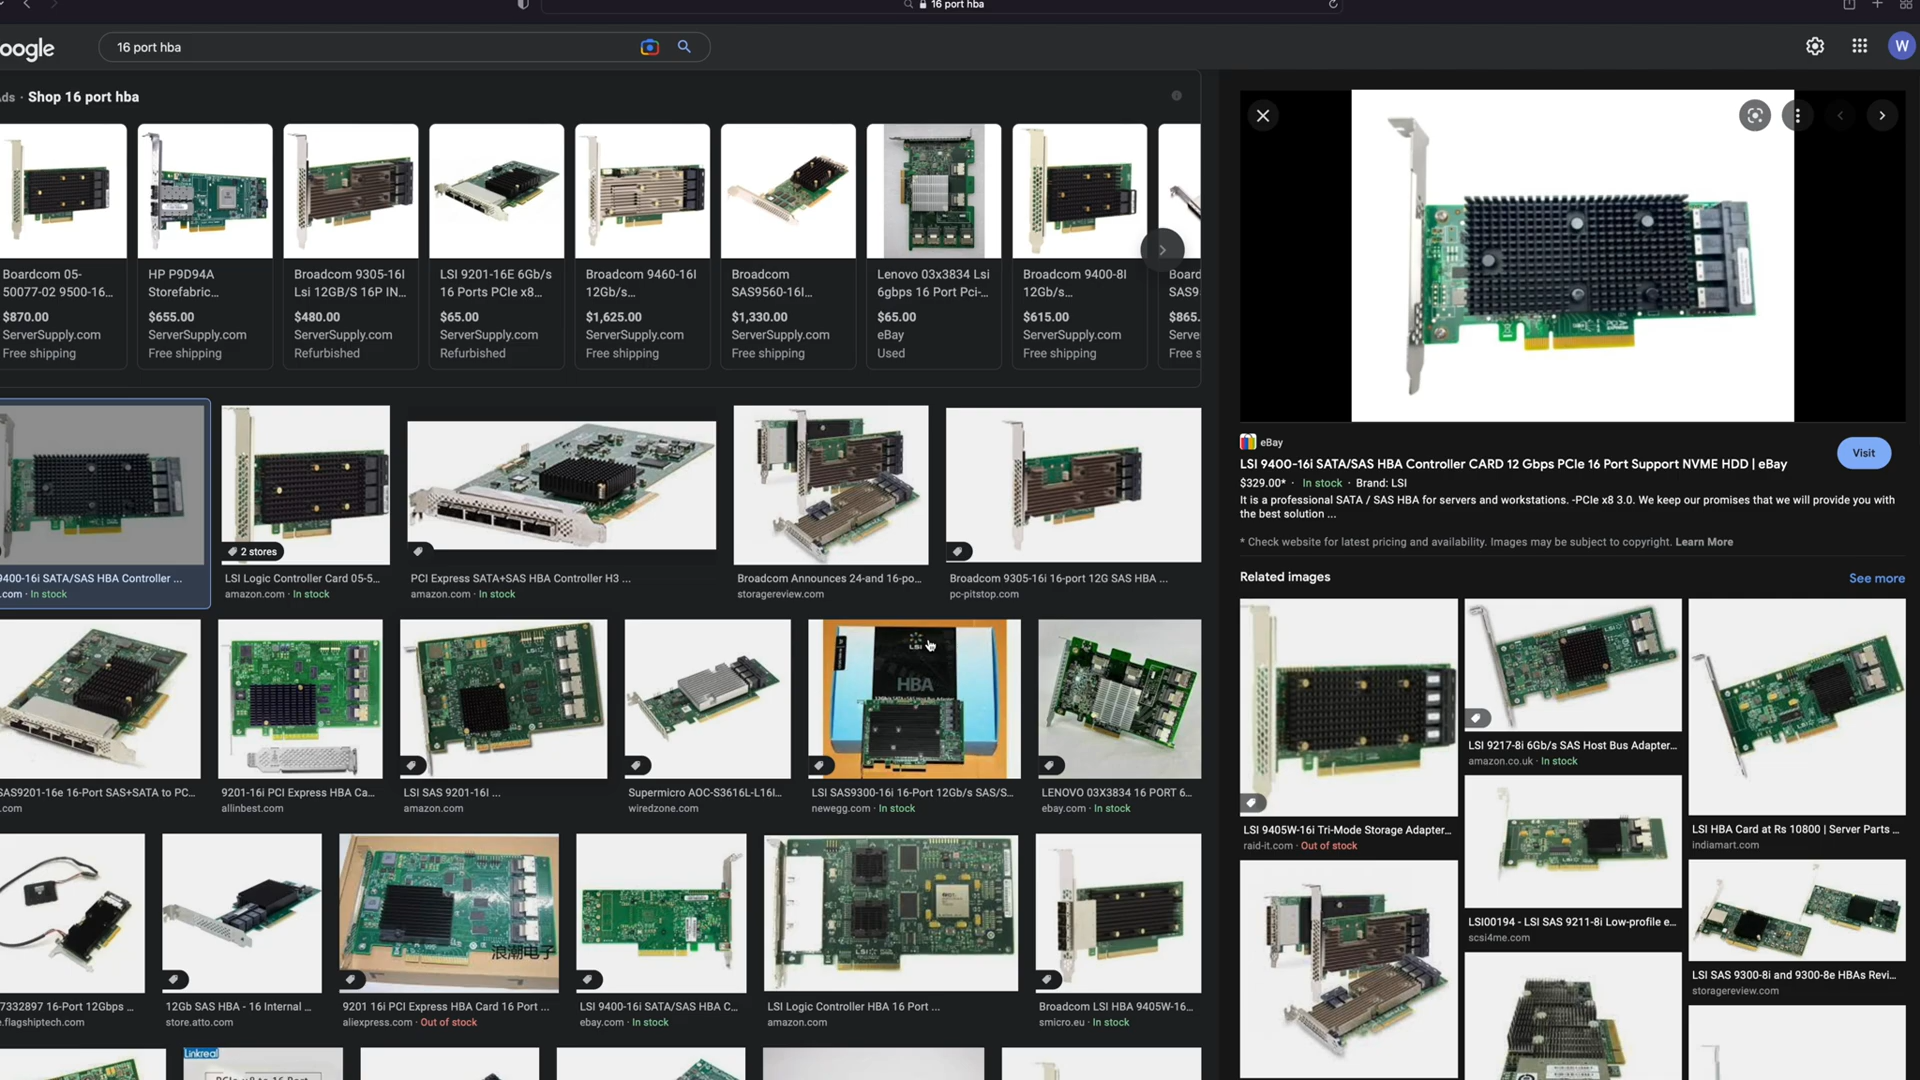 16 port hba
oogle
16 port hba
W
Ads · Shop 16 port hba
Boardcom 05-
50077-02 9500-16...
$870.00
ServerSupply.com
Free shipping
HP P9D94A
Storefabric...
$655.00
ServerSupply.com
Free shipping
Broadcom 9305-16I
Lsi 12GB/S 16P IN...
$480.00
ServerSupply.com
Refurbished
LSI 9201-16E 6Gb/s
16 Ports PCIe x8...
$65.00
ServerSupply.com
Refurbished
Broadcom 9460-16I
12Gb/s...
$1,625.00
ServerSupply.com
Free shipping
Broadcom
SAS9560-16I...
$1,330.00
ServerSupply.com
Free shipping
Lenovo 03x3834 Lsi
6gbps 16 Port Pci-...
$65.00
eBay
Used
Broadcom 9400-8I
12Gb/s...
$615.00
ServerSupply.com
Free shipping
Board
SAS9
$865.
Serve
Free s
9400-16i SATA/SAS HBA Controller ...
.com · In stock
2 stores
LSI Logic Controller Card 05-5...
amazon.com · In stock
PCI Express SATA+SAS HBA Controller H3 ...
amazon.com · In stock
Broadcom Announces 24-and 16-po...
storagereview.com
Broadcom 9305-16i 16-port 12G SAS HBA ...
pc-pitstop.com
SAS9201-16e 16-Port SAS+SATA to PC...
.com
9201-16i PCI Express HBA Ca...
allinbest.com
LSI SAS 9201-16I ...
amazon.com
Supermicro AOC-S3616L-L16I...
wiredzone.com
LSI
HBA
LSI SAS9300-16i 16-Port 12Gb/s SAS/S...
newegg.com · In stock
LENOVO 03X3834 16 PORT 6...
ebay.com · In stock
7332897 16-Port 12Gbps ...
.flagshiptech.com
12Gb SAS HBA - 16 Internal ...
store.atto.com
浪潮电子
9201 16i PCI Express HBA Card 16 Port ...
aliexpress.com · Out of stock
LSI 9400-16i SATA/SAS HBA C...
ebay.com · In stock
LSI Logic Controller HBA 16 Port ...
amazon.com
Broadcom LSI HBA 9405W-16...
smicro.eu · In stock
Linkreal
eBay
LSI 9400-16i SATA/SAS HBA Controller CARD 12 Gbps PCIe 16 Port Support NVME HDD | eBay
Visit
$329.00* · In stock · Brand: LSI
It is a professional SATA / SAS HBA for servers and workstations. -PCIe x8 3.0. We keep our promises that we will provide you with
the best solution ...
* Check website for latest pricing and availability. Images may be subject to copyright. Learn More
Related images
See more
LSI 9405W-16i Tri-Mode Storage Adapter...
raid-it.com · Out of stock
LSI 9217-8i 6Gb/s SAS Host Bus Adapter...
amazon.co.uk · In stock
LSI HBA Card at Rs 10800 | Server Parts ...
indiamart.com
LSI00194 - LSI SAS 9211-8i Low-profile e...
scsi4me.com
LSI SAS 9300-8i and 9300-8e HBAs Revi...
storagereview.com